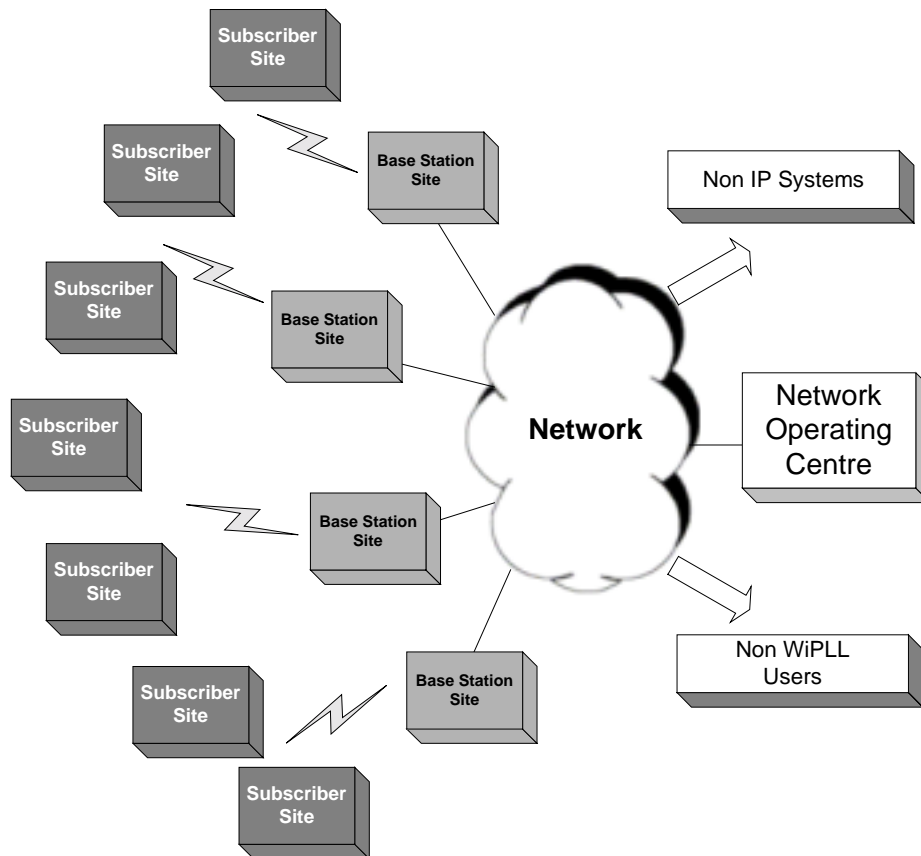 Subscriber
Site
Subscriber
Site
Base Station
Site
Non IP Systems
Subscriber
Site
Base Station
Site
Network
Network
Operating
Centre
Subscriber
Site
Base Station
Site
Subscriber
Site
Non WiPLL
Users
Base Station
Site
Subscriber
Site
Subscriber
Site